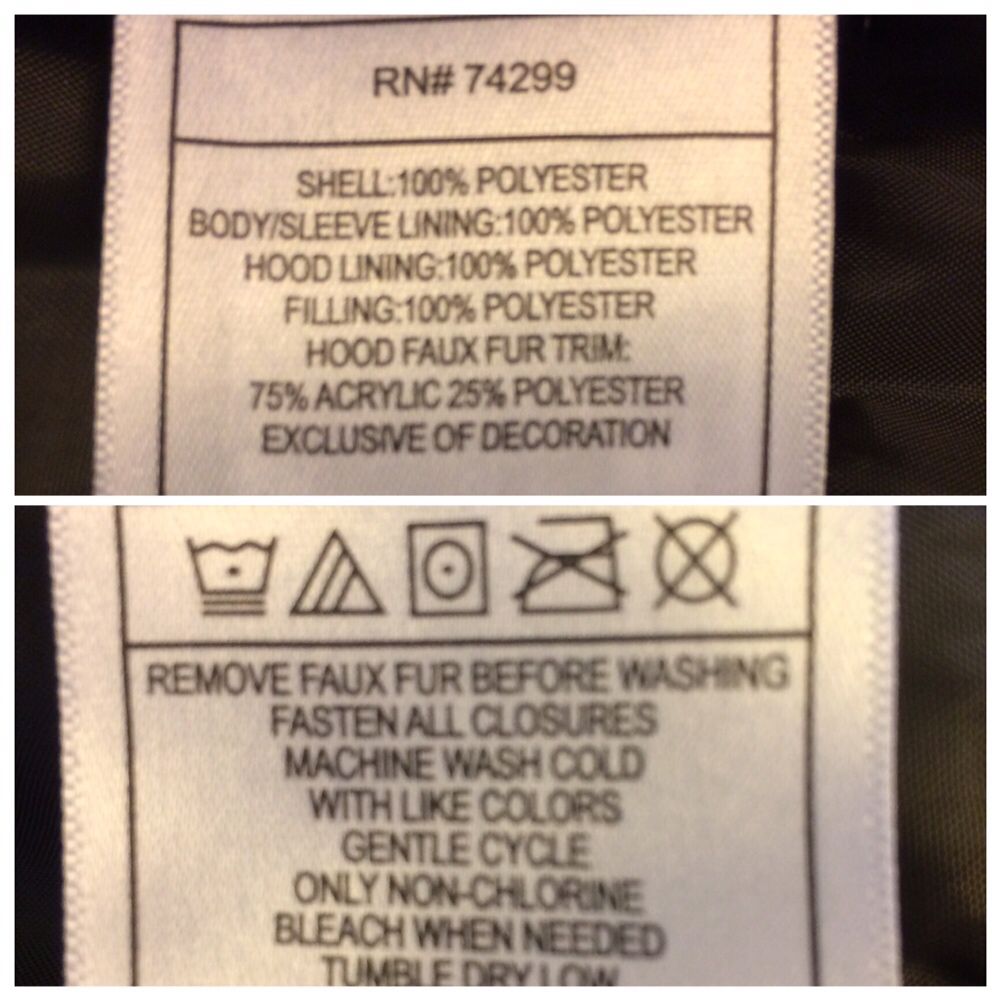 RN# 74299
SHELL:100% POLYESTER
BODY/SLEEVE LINING:100% POLYESTER
HOOD LINING:100% POLYESTER
FILLING:100% POLYESTER
HOOD FAUX FUR TRIM:
75% ACRYLIC 25% POLYESTER
EXCLUSIVE OF DECORATION
REMOVE FAUX FUR BEFORE WASHING
FASTEN ALL CLOSURES
MACHINE WASH COLD
WITH LIKE COLORS
GENTLE CYCLE
ONLY NON-CHLORINE
BLEACH WHEN NEEDED
TUMBLE DRY LOW